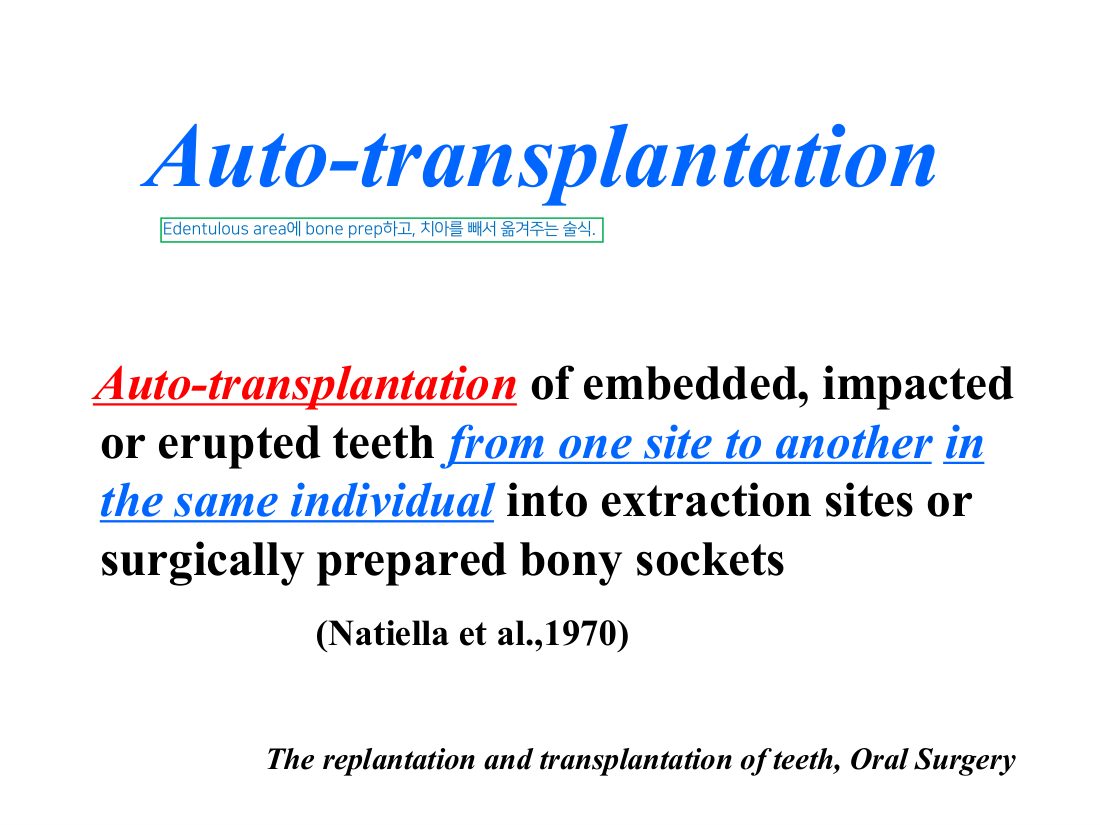 Auto-transplantation
Edentulous area에 bone prep하고, 치아를 빼서 옮겨주는 술식.
Auto-transplantation of embedded, impacted
or erupted teeth from one site to another in
the same individual into extraction sites or
surgically prepared bony sockets
(Natiella et al.,1970)
The replantation and transplantation of teeth, Oral Surgery